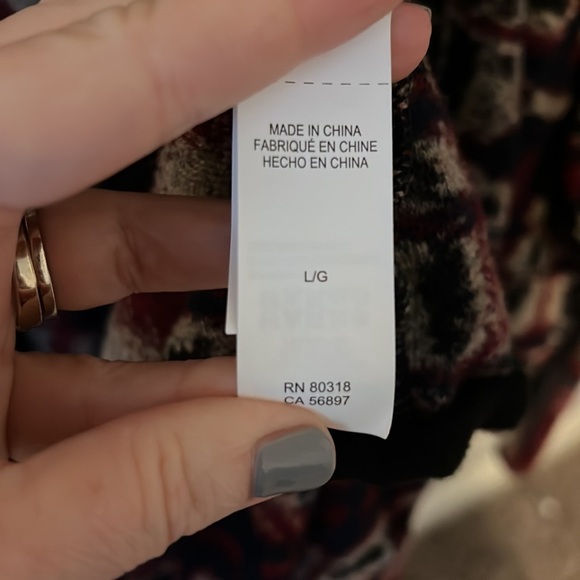 MADE IN CHINA
FABRIQUÉ EN CHINE
HECHO EN CHINA
L/G
RN 80318
CA 56897